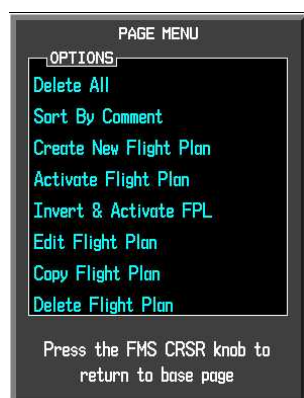 PAGE MENU
OPTIONS
Delete All
Sort By Comment
Create New Flight Plan
Activate Flight Plan
Invert & Activate FPL
Edit Flight Plan
Copy Flight Plan
Delete Flight Plan
Press the FMS CRSR knob to
return to base page